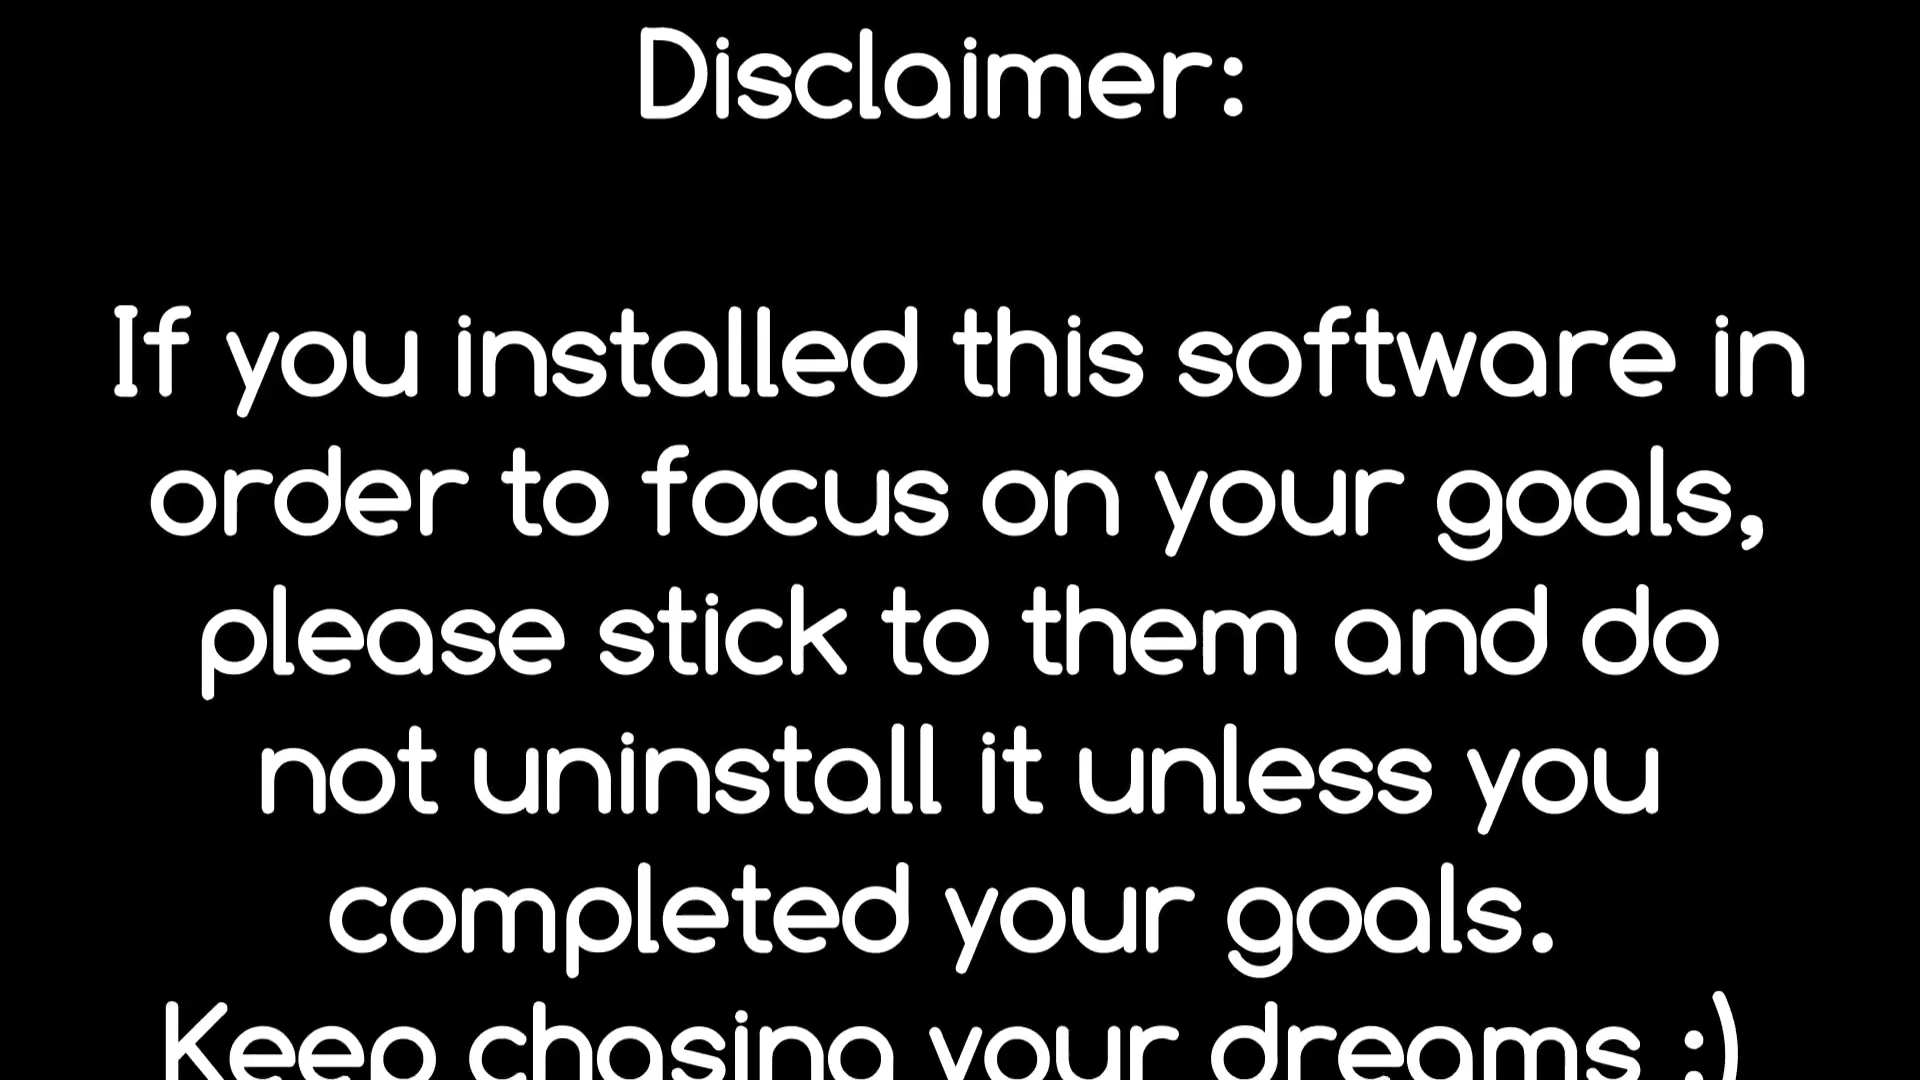 Disclaimer:
If you installed this software in
order to focus on your goals,
please stick to them and do
not uninstall it unless you
completed your goals.
Keep chasing your dreams :)